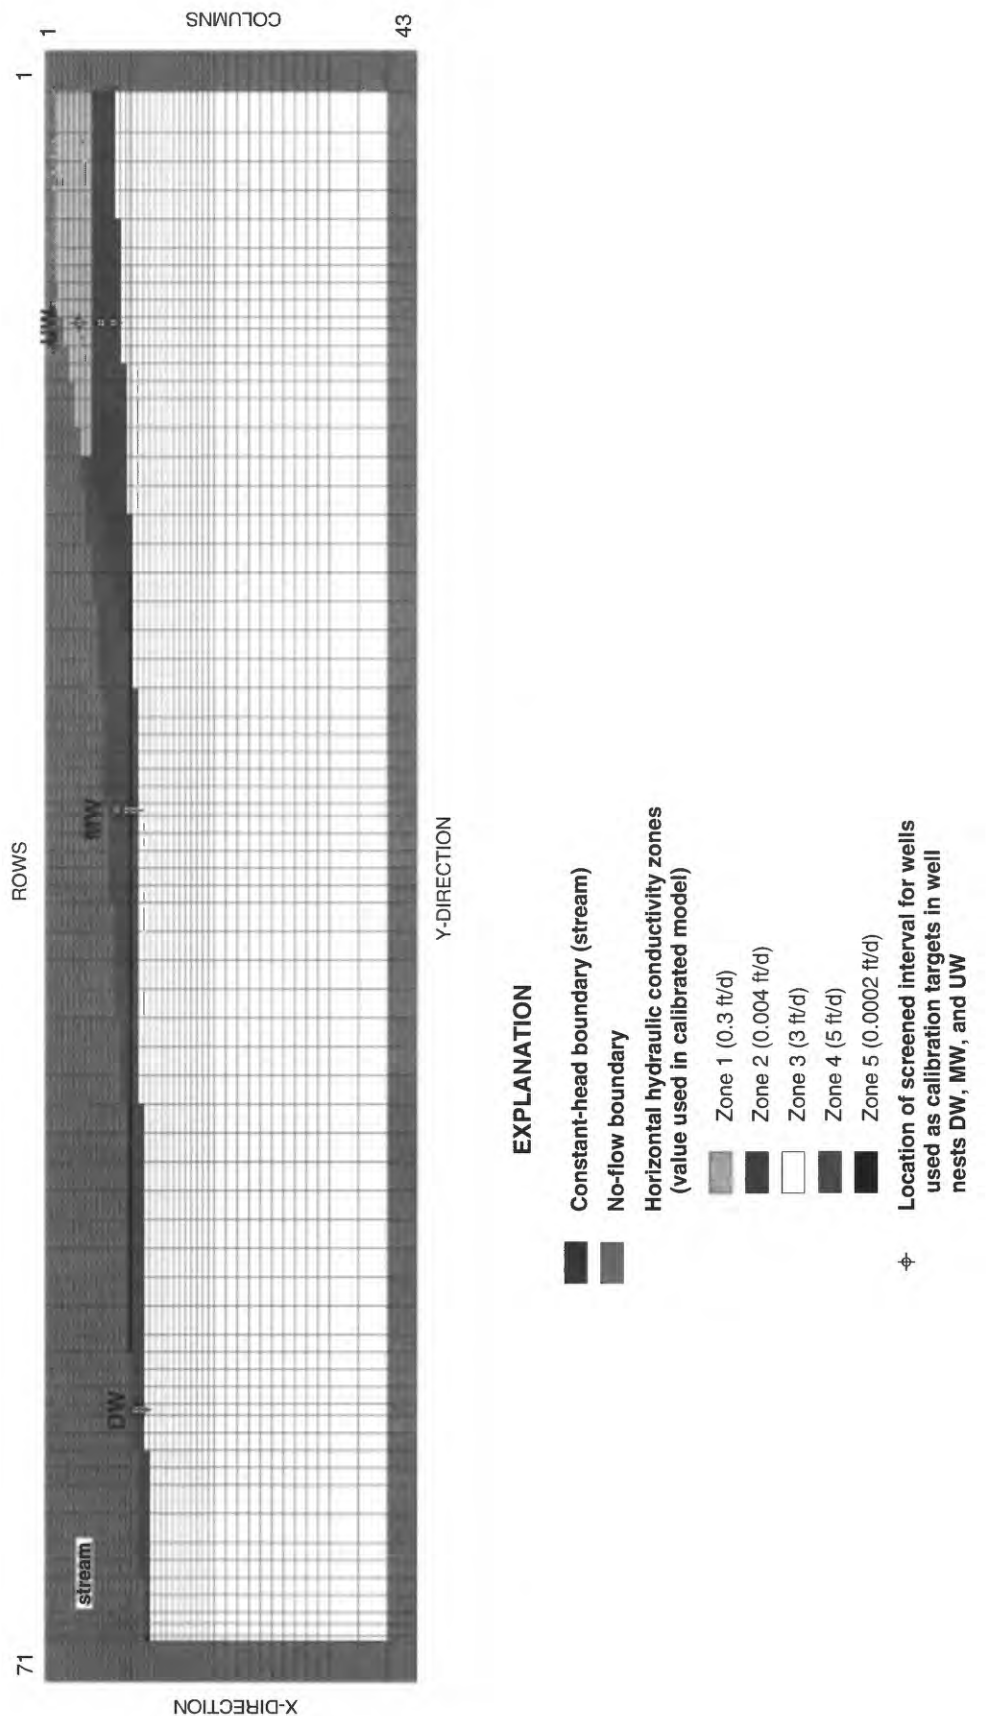 ROWS
71
1
1
COLUMNS
43
X-DIRECTION
Y-DIRECTION
UW
MW
DW
stream
EXPLANATION
Constant-head boundary (stream)
No-flow boundary
Horizontal hydraulic conductivity zones
(value used in calibrated model)
Zone 1 (0.3 ft/d)
Zone 2 (0.004 ft/d)
Zone 3 (3 ft/d)
Zone 4 (5 ft/d)
Zone 5 (0.0002 ft/d)
Location of screened interval for wells
used as calibration targets in well
nests DW, MW, and UW